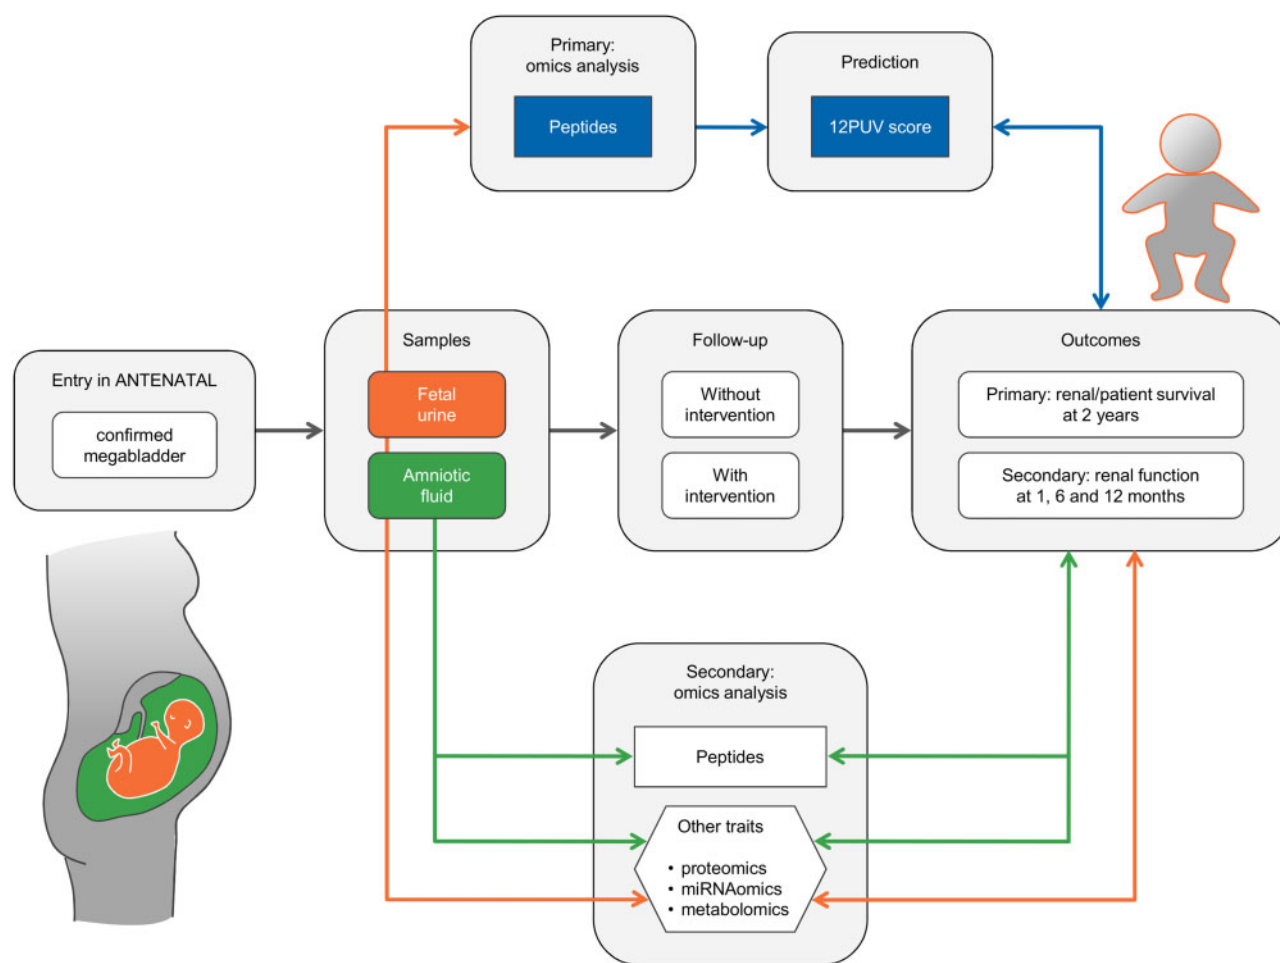 Primary:
omics analysis
Peptides
Prediction
12PUV score
Entry in ANTENATAL
confirmed
megabladder
Samples
Fetal
urine
Amniotic
fluid
Follow-up
Without
intervention
With
intervention
Outcomes
Primary: renal/patient survival
at 2 years
Secondary: renal function
at 1, 6 and 12 months
Secondary:
omics analysis
Peptides
Other traits
• proteomics
• miRNAomics
• metabolomics